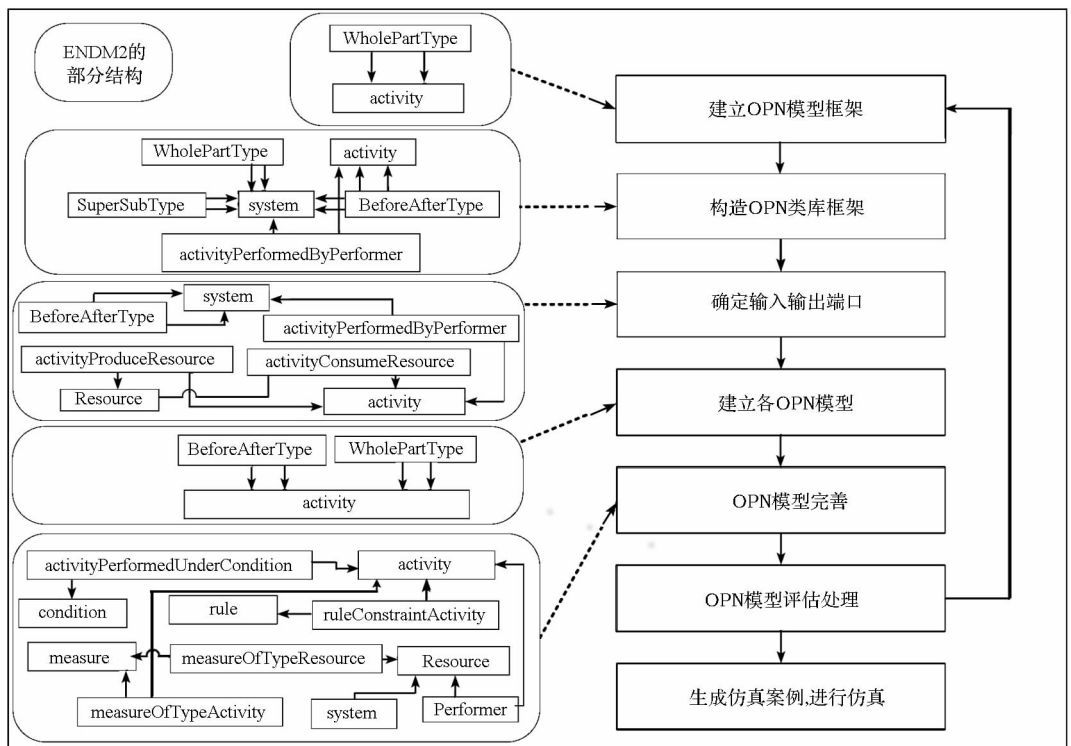 ENDM2的
部分结构
WholePartType
activity
WholePartType
activity
SuperSubType
system
BeforeAfterType
activityPerformedByPerformer
system
BeforeAfterType
activityPerformedByPerformer
activityProduceResource
activityConsumeResource
Resource
activity
BeforeAfterType
WholePartType
activity
activityPerformedUnderCondition
activity
condition
rule
ruleConstraintActivity
measure
measureOfTypeResource
Resource
measureOfTypeActivity
system
Performer
建立OPN模型框架
构造OPN类库框架
确定输入输出端口
建立各OPN模型
OPN模型完善
OPN模型评估处理
生成仿真案例,进行仿真